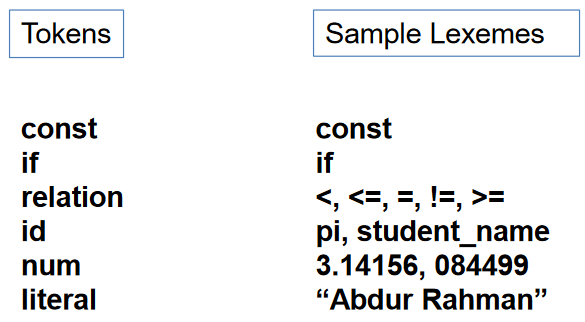 Tokens Sample Lexemes
const const
if if
relation <, <=, =, !=, >=
id pi, student_name
num 3.14156, 084499
literal “Abdur Rahman”